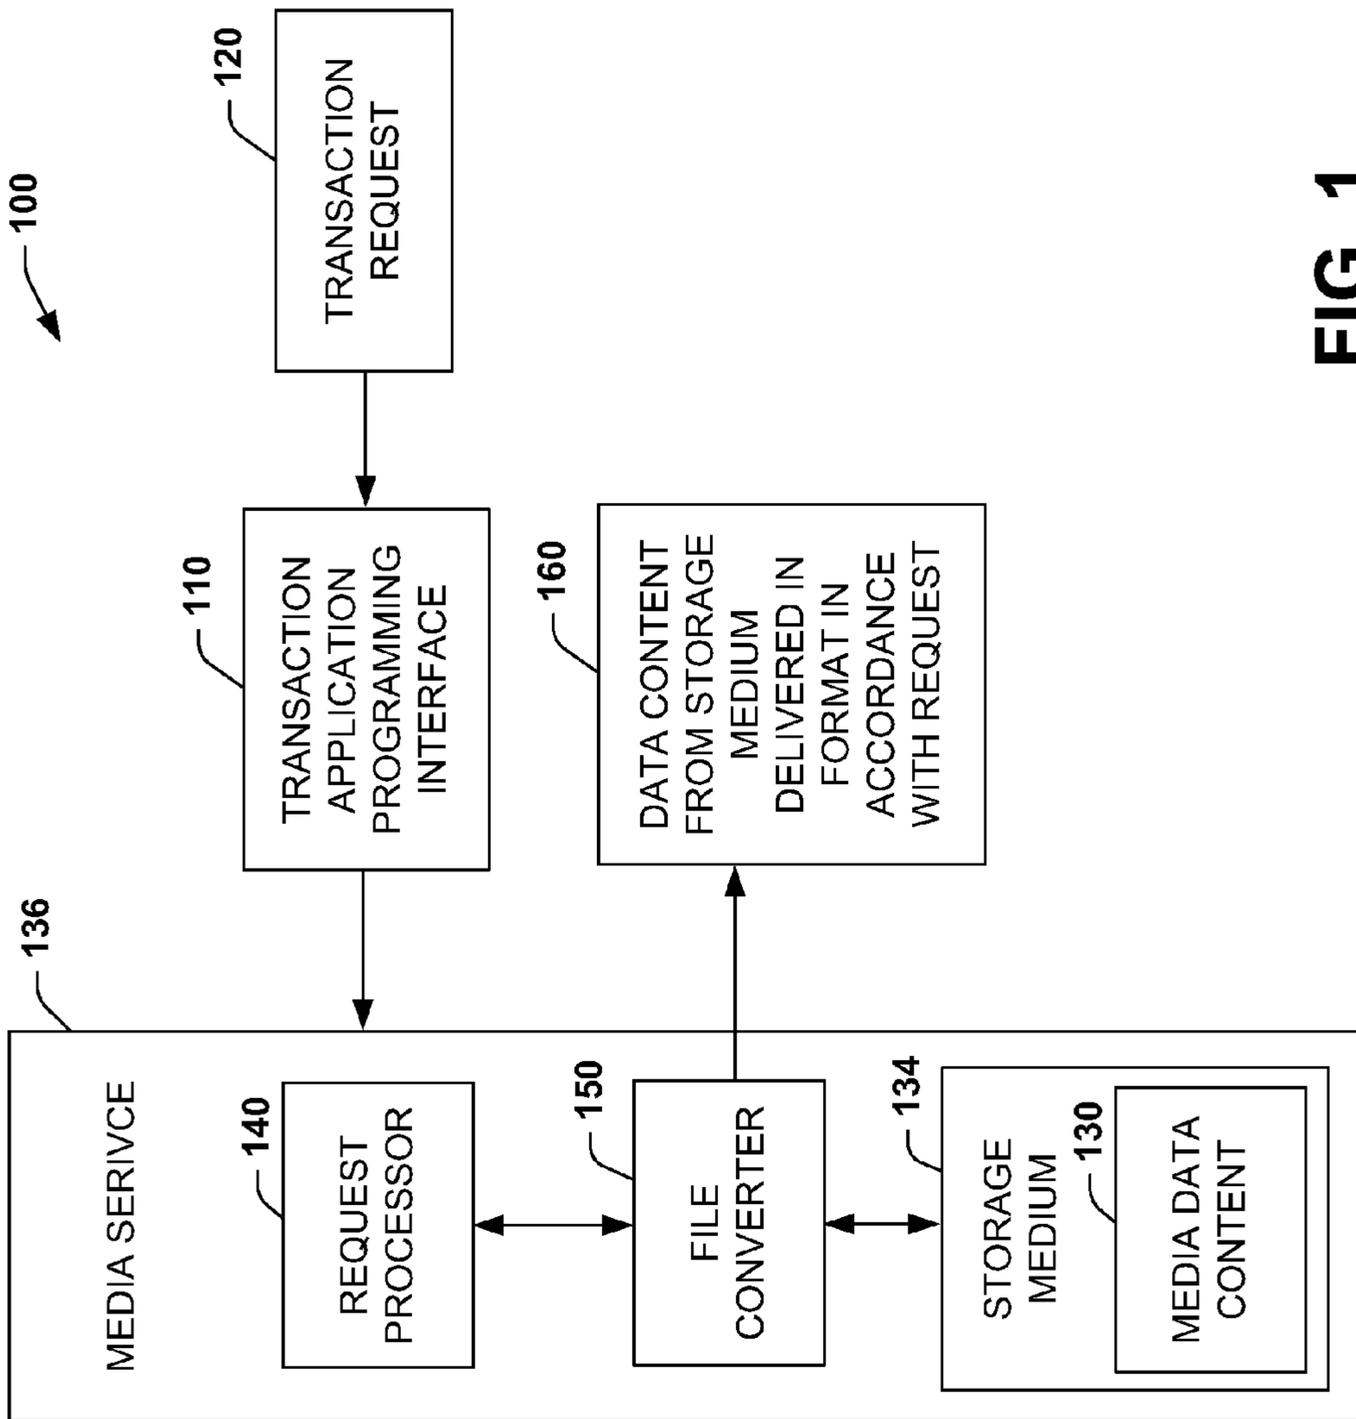 100
120
TRANSACTION
REQUEST
110
TRANSACTION
APPLICATION
PROGRAMMING
INTERFACE
136
MEDIA SERIVCE
140
REQUEST
PROCESSOR
150
FILE
CONVERTER
160
DATA CONTENT
FROM STORAGE
MEDIUM
DELIVERED IN
FORMAT IN
ACCORDANCE
WITH REQUEST
134
STORAGE
MEDIUM
130
MEDIA DATA
CONTENT
FIG. 1